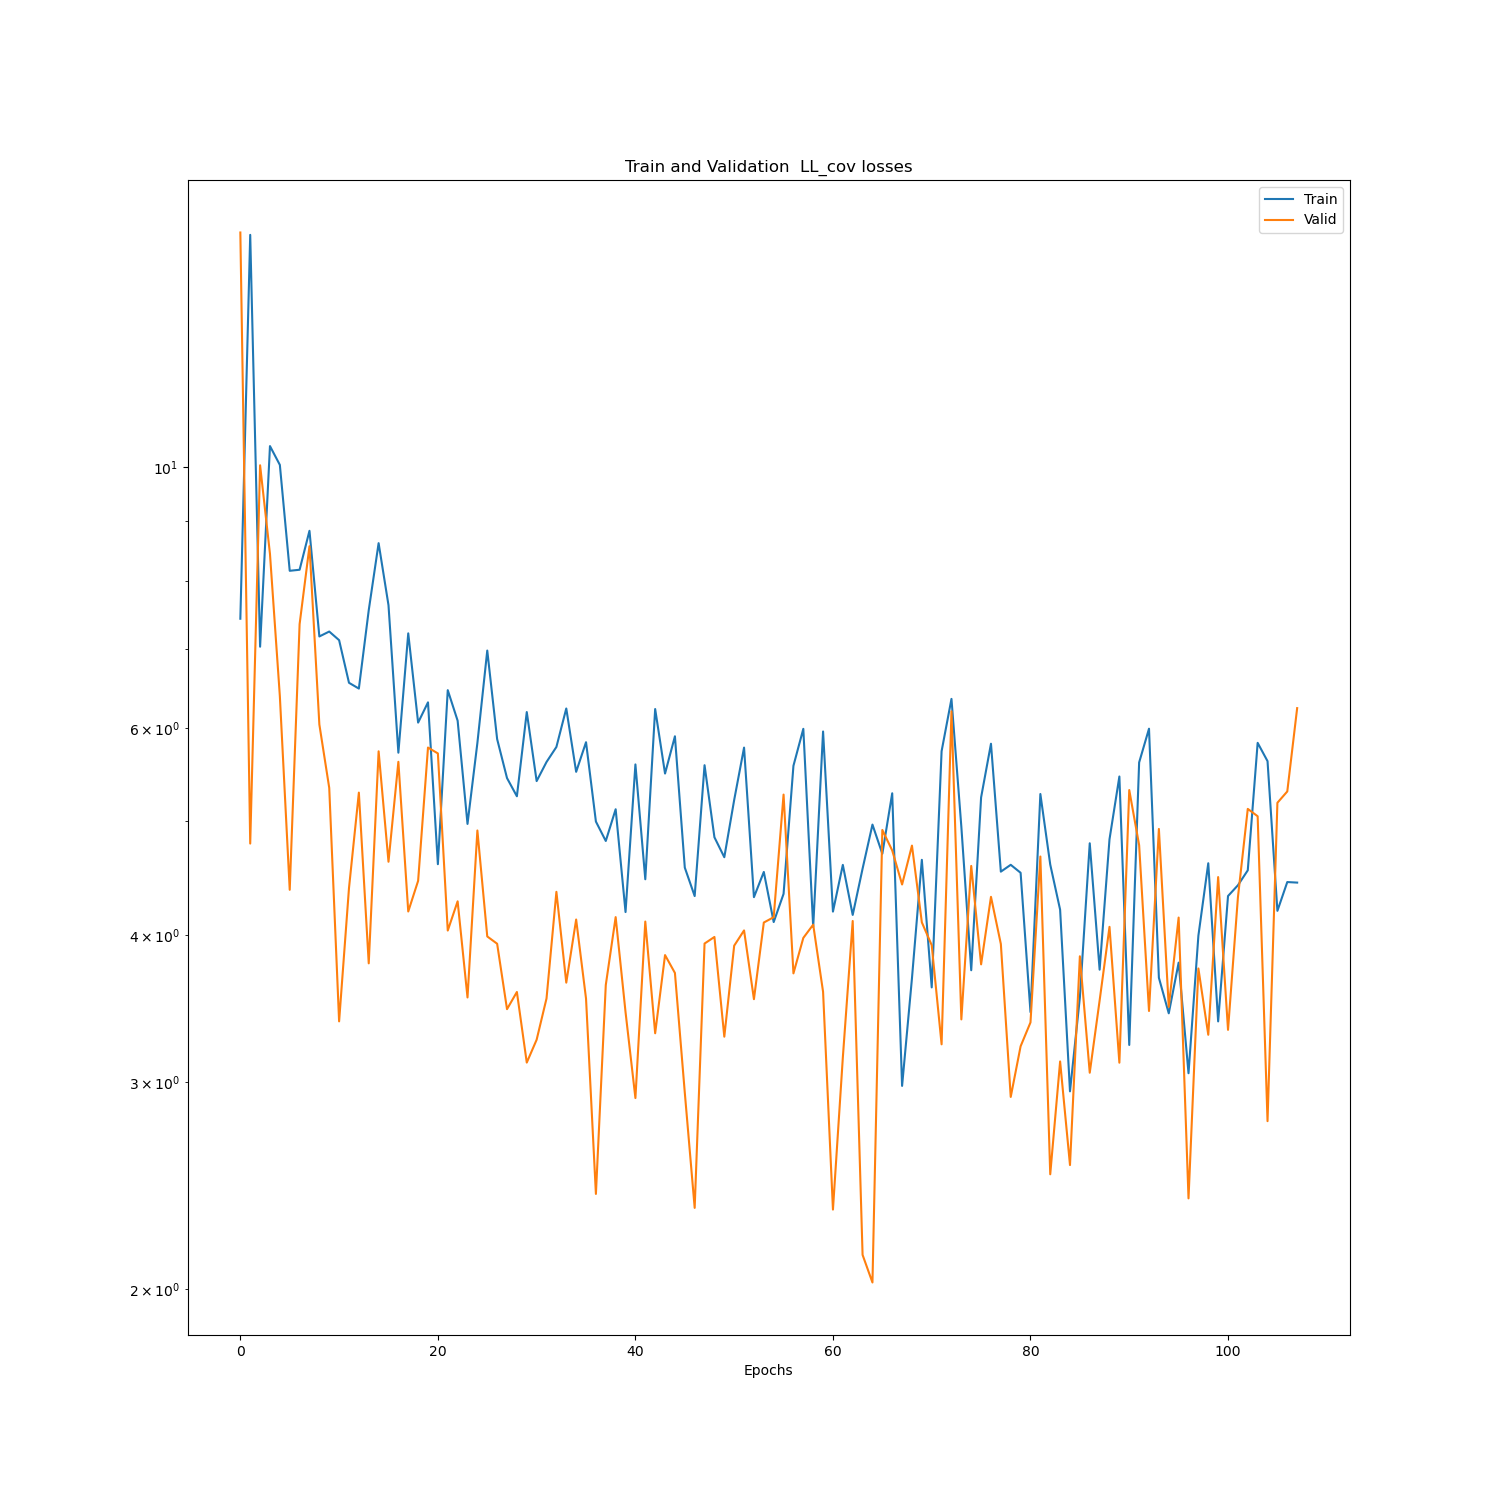 Train and Validation  LL_cov losses
Train
Valid
10¹
6 × 10⁰
4 × 10⁰
3 × 10⁰
2 × 10⁰
0 20 40 60 80 100
Epochs